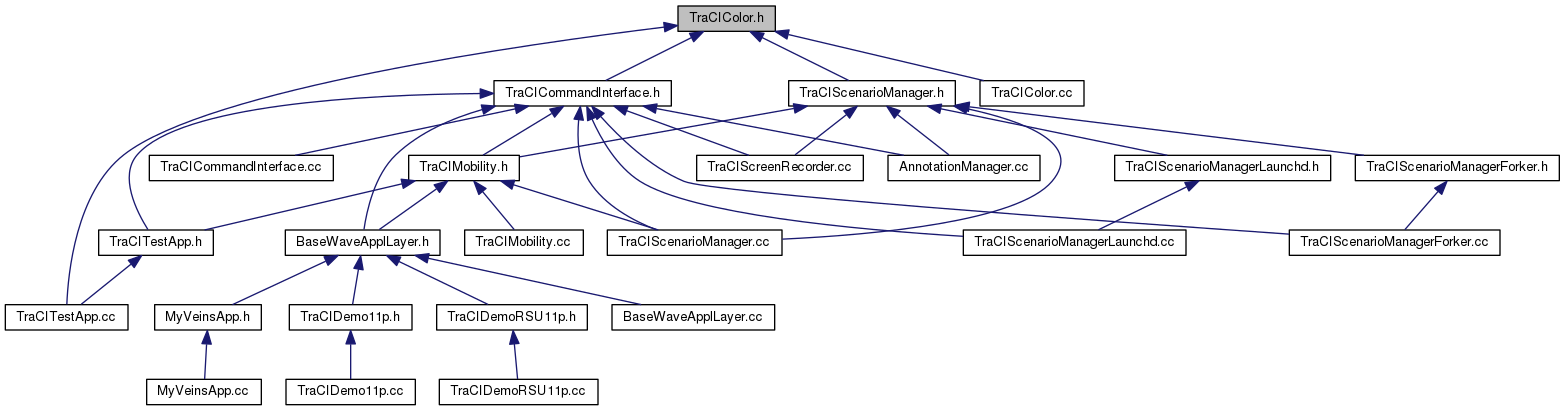 TraCIColor.h
TraCICommandInterface.h
TraCIScenarioManager.h
TraCIColor.cc
TraCICommandInterface.cc
TraCIMobility.h
TraCIScreenRecorder.cc
AnnotationManager.cc
TraCIScenarioManagerLaunchd.h
TraCIScenarioManagerForker.h
TraCITestApp.h
BaseWaveApplLayer.h
TraCIMobility.cc
TraCIScenarioManager.cc
TraCIScenarioManagerLaunchd.cc
TraCIScenarioManagerForker.cc
TraCITestApp.cc
MyVeinsApp.h
TraCIDemo11p.h
TraCIDemoRSU11p.h
BaseWaveApplLayer.cc
MyVeinsApp.cc
TraCIDemo11p.cc
TraCIDemoRSU11p.cc